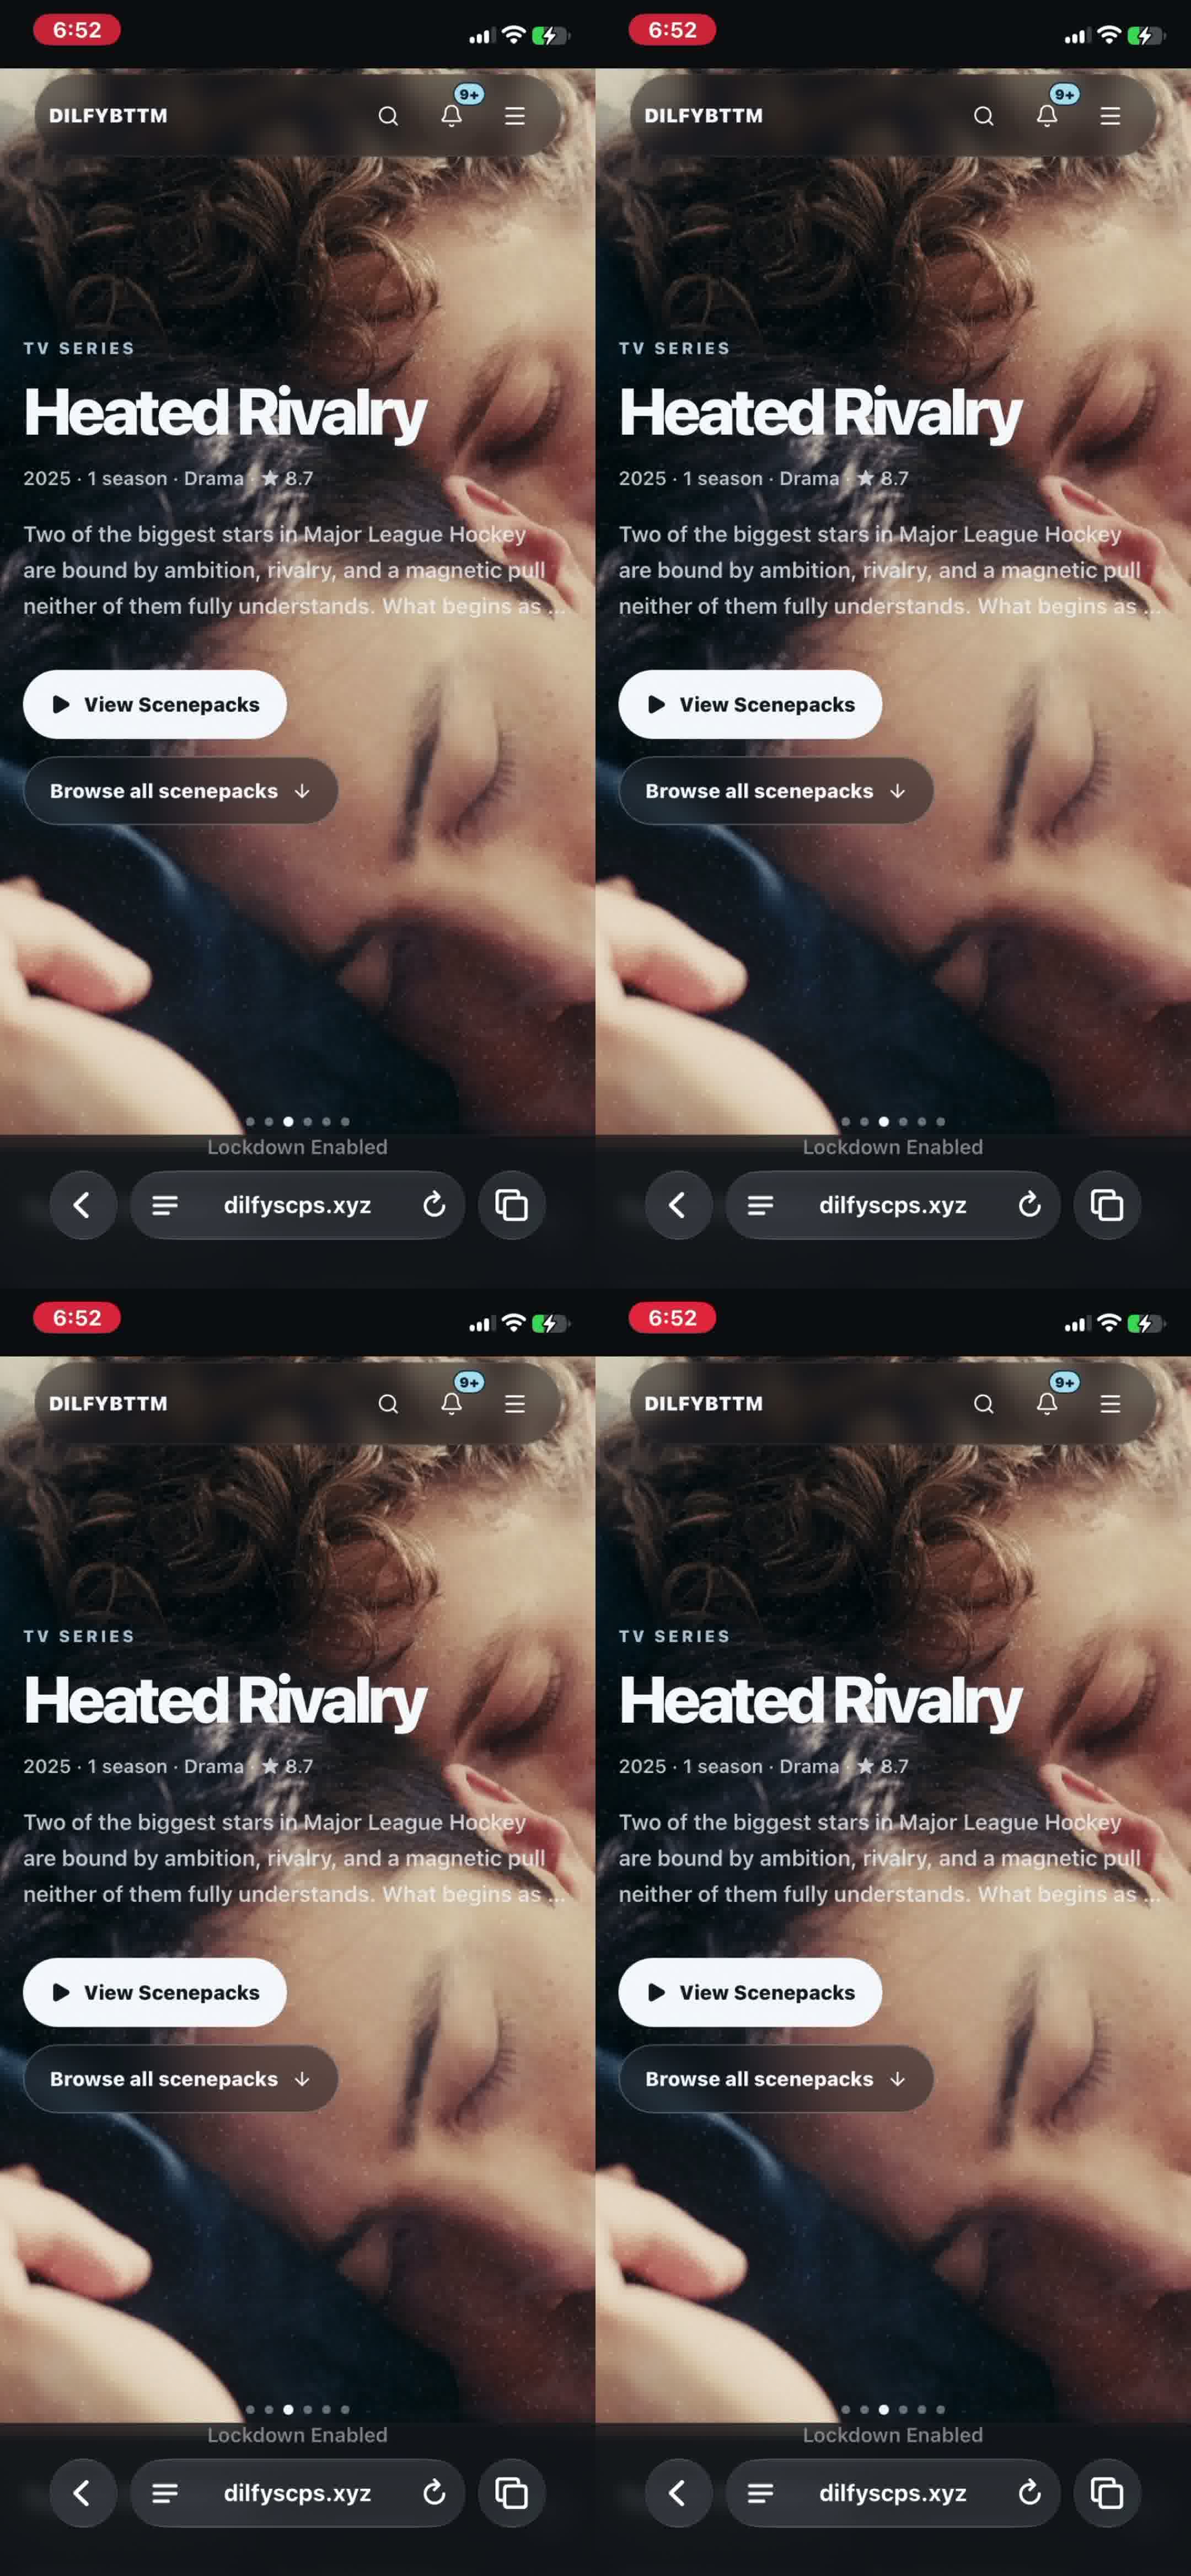 6:52
DILFYBTTM
9+
TV SERIES
Heated Rivalry
2025 · 1 season · Drama · ★ 8.7
Two of the biggest stars in Major League Hockey
are bound by ambition, rivalry, and a magnetic pull
neither of them fully understands. What begins as ...
View Scenepacks
Browse all scenepacks ↓
Lockdown Enabled
dilfyscps.xyz
6:52
DILFYBTTM
9+
TV SERIES
Heated Rivalry
2025 · 1 season · Drama · ★ 8.7
Two of the biggest stars in Major League Hockey
are bound by ambition, rivalry, and a magnetic pull
neither of them fully understands. What begins as ...
View Scenepacks
Browse all scenepacks ↓
Lockdown Enabled
dilfyscps.xyz
6:52
DILFYBTTM
9+
TV SERIES
Heated Rivalry
2025 · 1 season · Drama · ★ 8.7
Two of the biggest stars in Major League Hockey
are bound by ambition, rivalry, and a magnetic pull
neither of them fully understands. What begins as ...
View Scenepacks
Browse all scenepacks ↓
Lockdown Enabled
dilfyscps.xyz
6:52
DILFYBTTM
9+
TV SERIES
Heated Rivalry
2025 · 1 season · Drama · ★ 8.7
Two of the biggest stars in Major League Hockey
are bound by ambition, rivalry, and a magnetic pull
neither of them fully understands. What begins as ...
View Scenepacks
Browse all scenepacks ↓
Lockdown Enabled
dilfyscps.xyz